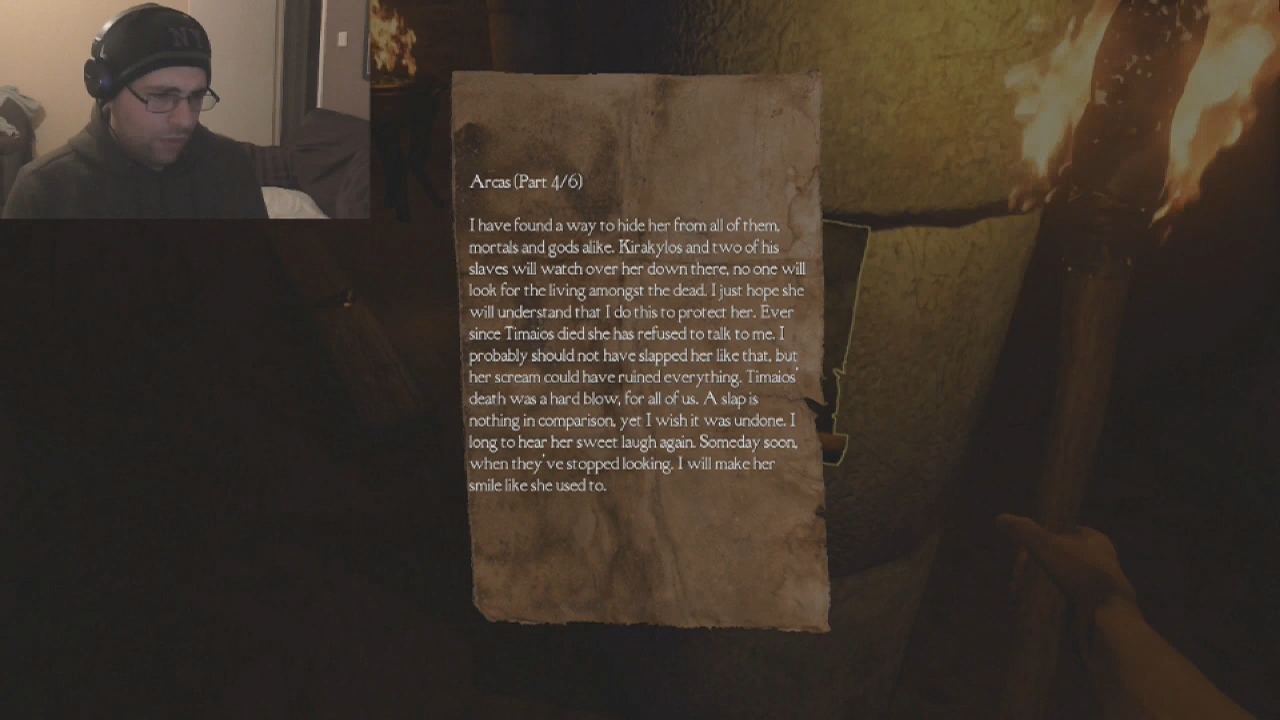 NY
Arcas (Part 4/6)
I have found a way to hide her from all of them,
mortals and gods alike. Kirakylos and two of his
slaves will watch over her down there, no one will
look for the living amongst the dead. I just hope she
will understand that I do this to protect her. Ever
since Timaios died she has refused to talk to me. I
probably should not have slapped her like that, but
her scream could have ruined everything. Timaios'
death was a hard blow, for all of us. A slap is
nothing in comparison, yet I wish it was undone. I
long to hear her sweet laugh again. Someday soon,
when they've stopped looking, I will make her
smile like she used to.